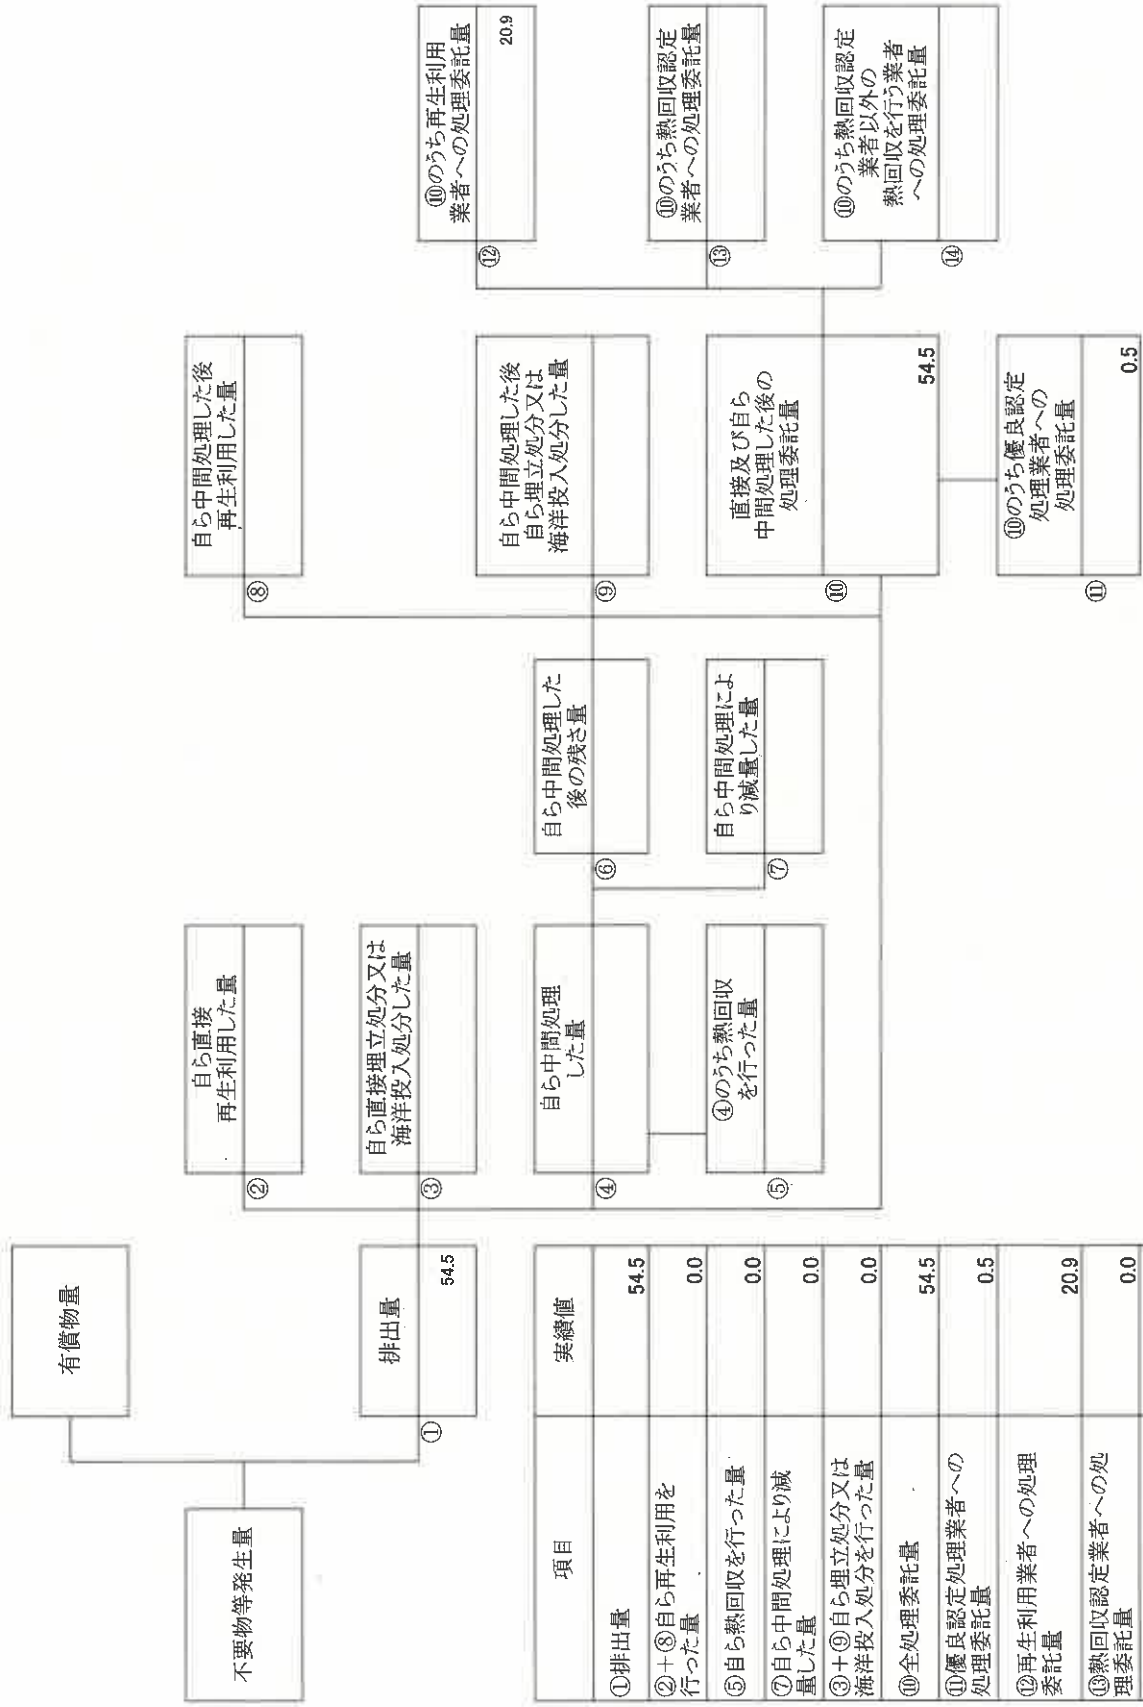 不要物等発生量
有償物量
①
排出量
54.5
②
自ら直接
再生利用した量
③
自ら直接埋立処分又は
海洋投入処分した量
④
自ら中間処理
した量
⑤
④のうち熱回収
を行った量
⑥
自ら中間処理した
後の残さ量
⑦
自ら中間処理によ
り減量した量
⑧
自ら中間処理した後
再生利用した量
⑨
自ら中間処理した後
自ら埋立処分又は
海洋投入処分した量
⑩
直接及び自ら
中間処理した後の
処理委託量
54.5
⑪
⑩のうち優良認定
処理業者への
処理委託量
0.5
⑫
⑩のうち再生利用
業者への処理委託量
20.9
⑬
⑩のうち熱回収認定
業者への処理委託量
⑭
⑩のうち熱回収認定
業者以外の
熱回収を行う業者
への処理委託量
項目 実績値
①排出量 54.5
②+⑧自ら再生利用を
行った量 0.0
⑤自ら熱回収を行った量 0.0
⑦自ら中間処理により減
量した量 0.0
③+⑨自ら埋立処分又は
海洋投入処分を行った量 0.0
⑩全処理委託量 54.5
⑪優良認定処理業者への
処理委託量 0.5
⑫再生利用業者への処理
委託量 20.9
⑬熱回収認定業者への処
理委託量 0.0